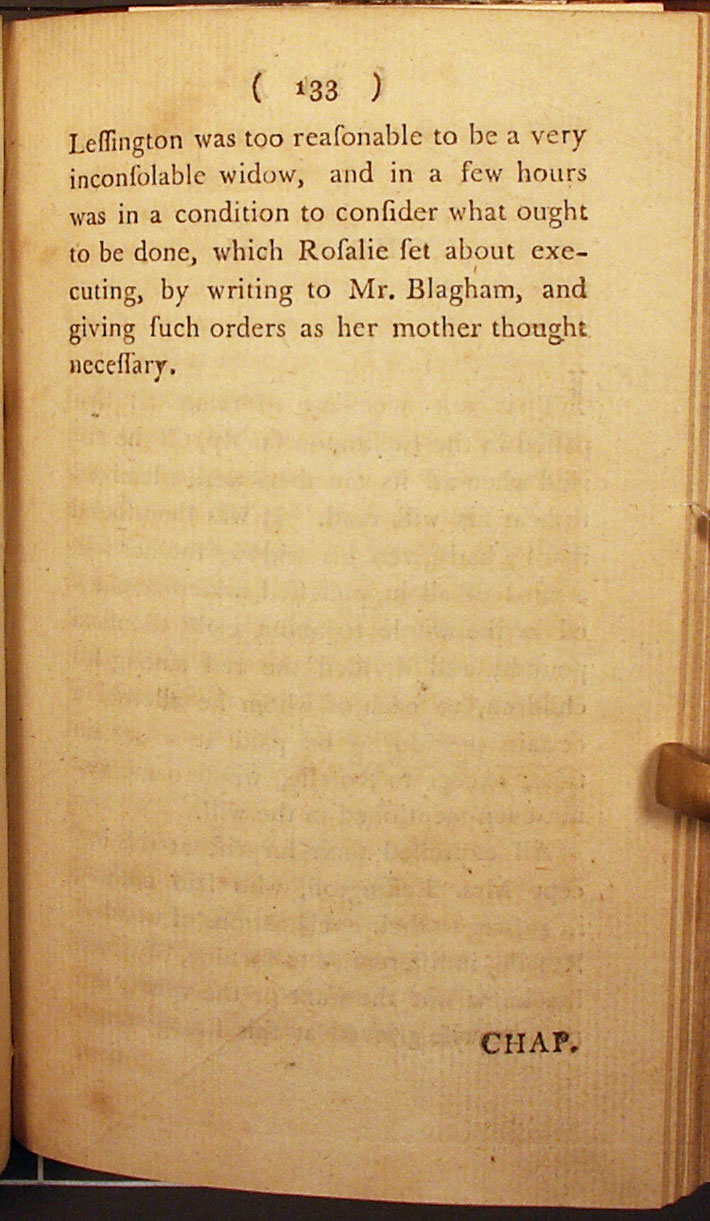 ( 133 )
Leſſington was too reaſonable to be a very
inconſolable widow, and in a few hours
was in a condition to conſider what ought
to be done, which Roſalie ſet about exe-
cuting, by writing to Mr. Blagham, and
giving ſuch orders as her mother thought
neceſſary.
CHAP.